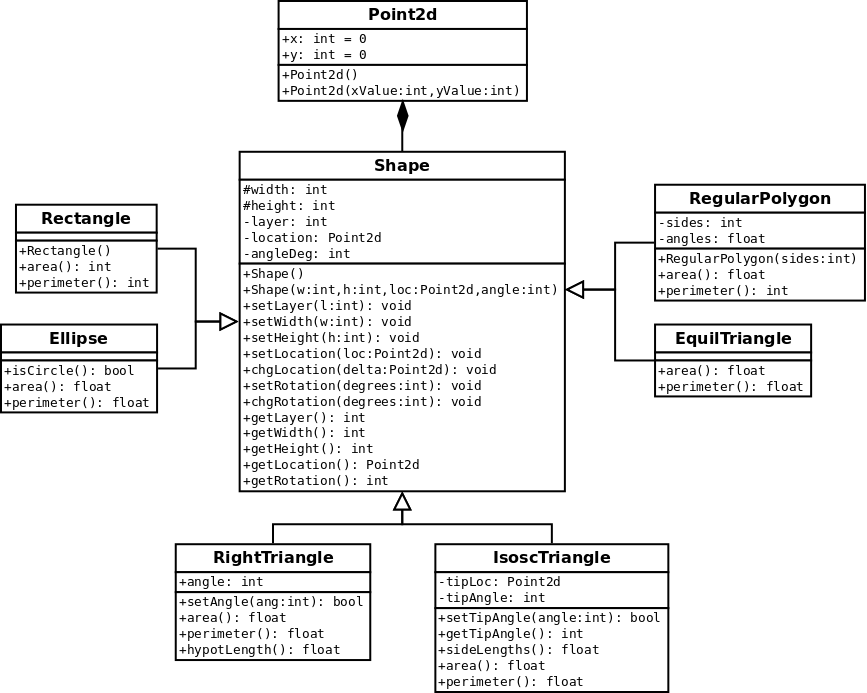 Point2d
+x: int = 0
+y: int = 0
+Point2d()
+Point2d(xValue:int,yValue:int)
Shape
#width: int
#height: int
-layer: int
-location: Point2d
-angleDeg: int
+Shape()
+Shape(w:int,h:int,loc:Point2d,angle:int)
+setLayer(l:int): void
+setWidth(w:int): void
+setHeight(h:int): void
+setLocation(loc:Point2d): void
+chgLocation(delta:Point2d): void
+setRotation(degrees:int): void
+chgRotation(degrees:int): void
+getLayer(): int
+getWidth(): int
+getHeight(): int
+getLocation(): Point2d
+getRotation(): int
Rectangle
+Rectangle()
+area(): int
+perimeter(): int
Ellipse
+isCircle(): bool
+area(): float
+perimeter(): float
RegularPolygon
-sides: int
-angles: float
+RegularPolygon(sides:int)
+area(): float
+perimeter(): int
EquilTriangle
+area(): float
+perimeter(): float
RightTriangle
+angle: int
+setAngle(ang:int): bool
+area(): float
+perimeter(): float
+hypotLength(): float
IsoscTriangle
-tipLoc: Point2d
-tipAngle: int
+setTipAngle(angle:int): bool
+getTipAngle(): int
+sideLengths(): float
+area(): float
+perimeter(): float